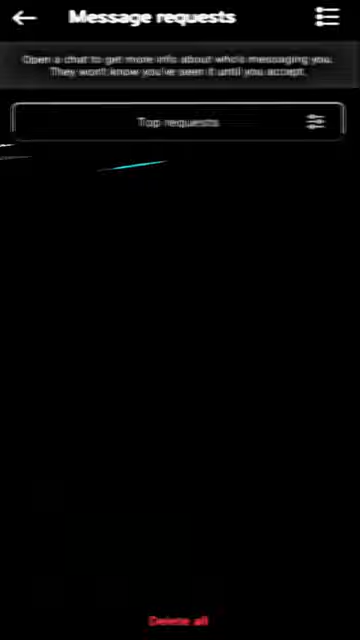 Message requests
Open a chat to get more info about who's messaging you.
They won't know you've seen it until you accept.
Top requests
Delete all